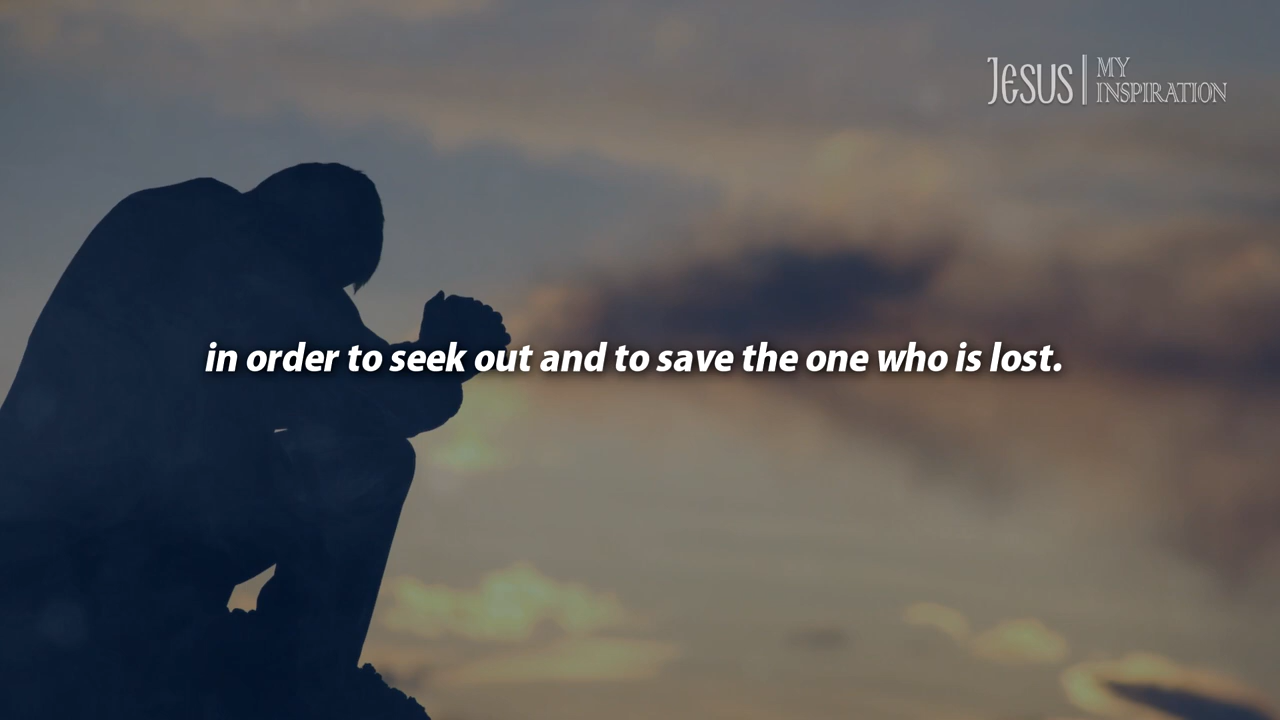 JESUS
MY
INSPIRATION
in order to seek out and to save the one who is lost.